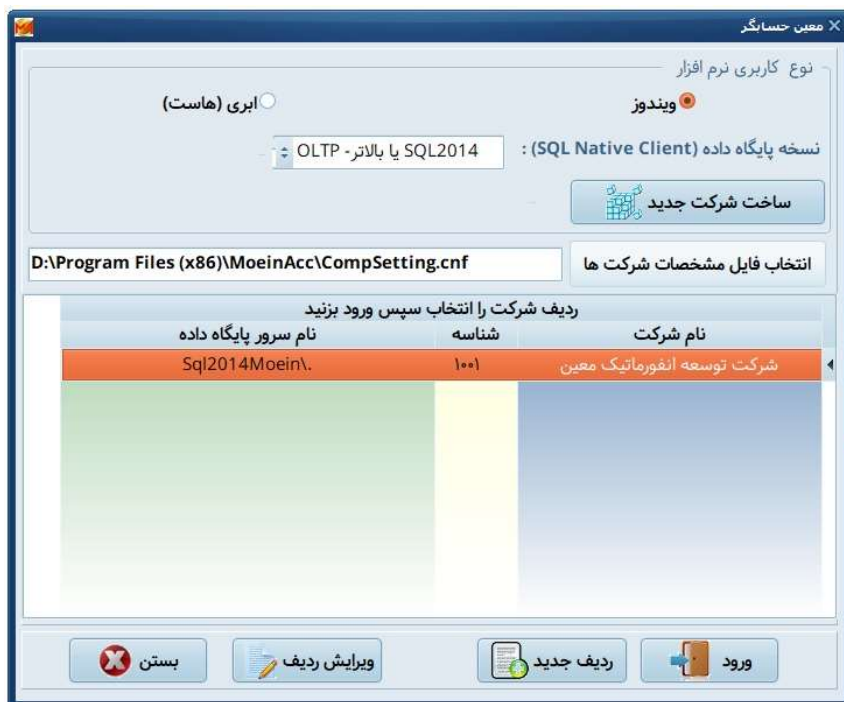 معین حسابگر
نوع کاربری نرم افزار
ویندوز
ابری (هاست)
نسخه پایگاه داده (SQL Native Client) :
SQL2014 یا بالاتر- OLTP
ساخت شرکت جدید
انتخاب فایل مشخصات شرکت ها
D:\Program Files (x86)\MoeinAcc\CompSetting.cnf
ردیف شرکت را انتخاب سپس ورود بزنید
نام شرکت شناسه نام سرور پایگاه داده
شرکت توسعه انفورماتیک معین ۱۰۰۱ Sql2014Moein\.
ورود ردیف جدید ویرایش ردیف بستن